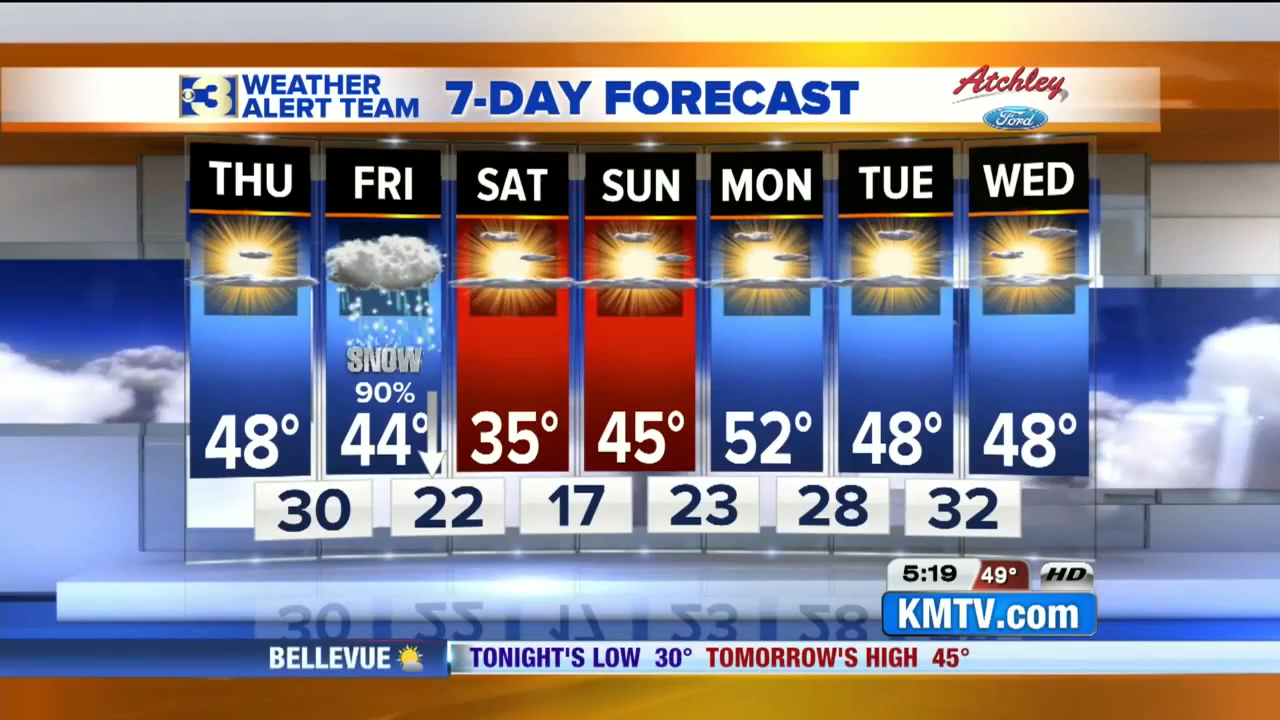 3 WEATHER
ALERT TEAM
7-DAY FORECAST
Atchley
Ford
THU FRI SAT SUN MON TUE WED
SNOW
90%
48° 44° 35° 45° 52° 48° 48°
30 22 17 23 28 32
5:19 49° HD
KMTV.com
BELLEVUE TONIGHT'S LOW 30° TOMORROW'S HIGH 45°